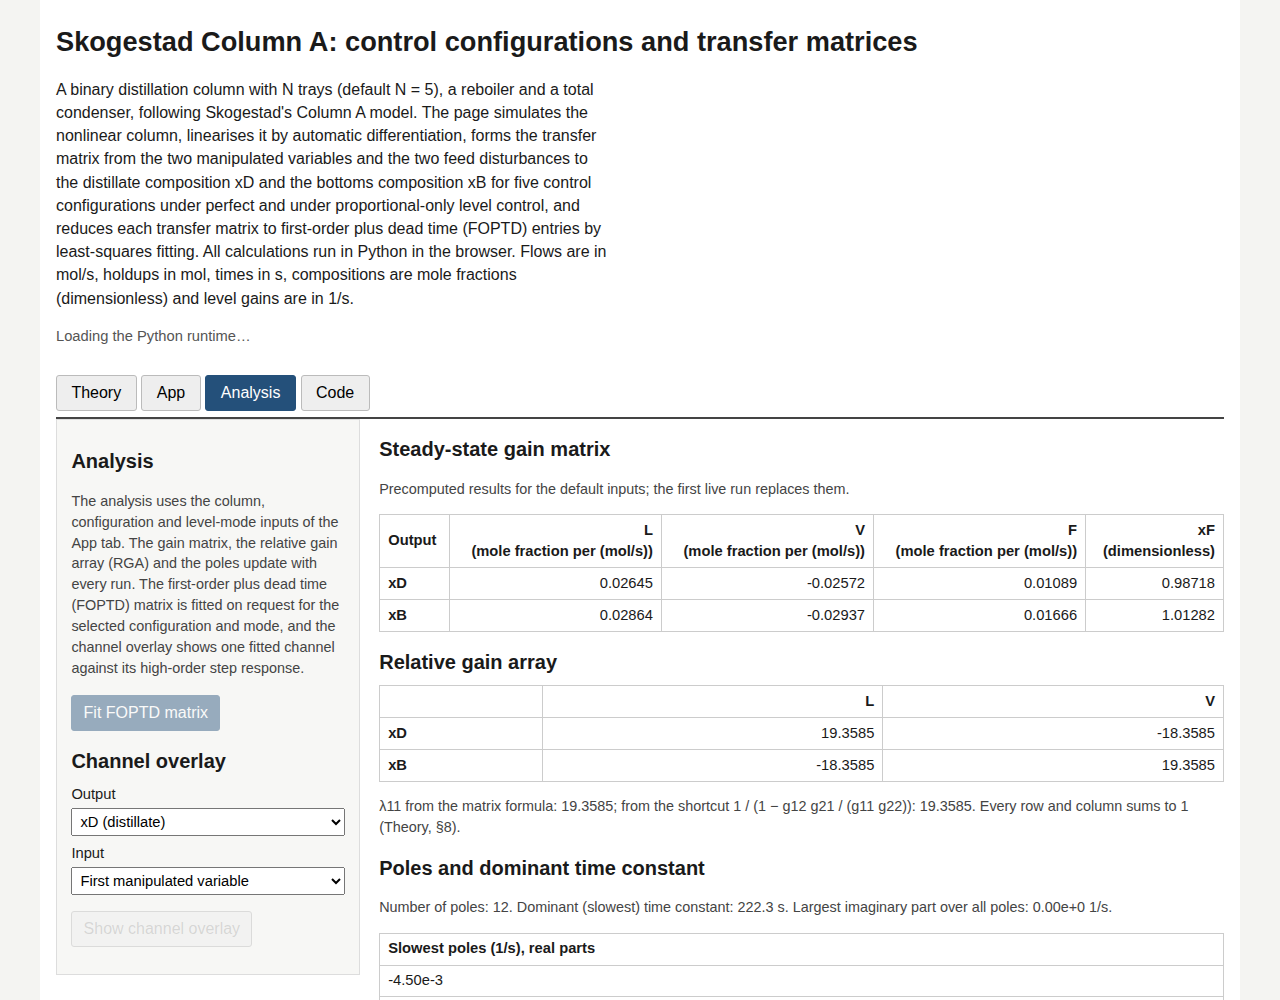 Skogestad Column A: control configurations and transfer matrices
A binary distillation column with N trays (default N = 5), a reboiler and a total
condenser, following Skogestad's Column A model. The page simulates the
nonlinear column, linearises it by automatic differentiation, forms the transfer
matrix from the two manipulated variables and the two feed disturbances to
the distillate composition xD and the bottoms composition xB for five control
configurations under perfect and under proportional-only level control, and
reduces each transfer matrix to first-order plus dead time (FOPTD) entries by
least-squares fitting. All calculations run in Python in the browser. Flows are in
mol/s, holdups in mol, times in s, compositions are mole fractions
(dimensionless) and level gains are in 1/s.
Loading the Python runtime…
Theory App Analysis Code
Analysis
The analysis uses the column,
configuration and level-mode inputs of the
App tab. The gain matrix, the relative gain
array (RGA) and the poles update with
every run. The first-order plus dead time
(FOPTD) matrix is fitted on request for the
selected configuration and mode, and the
channel overlay shows one fitted channel
against its high-order step response.
Fit FOPTD matrix
Channel overlay
Output
xD (distillate)
Input
First manipulated variable
Show channel overlay
Steady-state gain matrix
Precomputed results for the default inputs; the first live run replaces them.
Output L (mole fraction per (mol/s)) V (mole fraction per (mol/s)) F (mole fraction per (mol/s)) xF (dimensionless)
xD 0.02645 -0.02572 0.01089 0.98718
xB 0.02864 -0.02937 0.01666 1.01282
Relative gain array
L V
xD 19.3585 -18.3585
xB -18.3585 19.3585
λ11 from the matrix formula: 19.3585; from the shortcut 1 / (1 − g12 g21 / (g11 g22)): 19.3585. Every row and column sums to 1
(Theory, §8).
Poles and dominant time constant
Number of poles: 12. Dominant (slowest) time constant: 222.3 s. Largest imaginary part over all poles: 0.00e+0 1/s.
Slowest poles (1/s), real parts
-4.50e-3